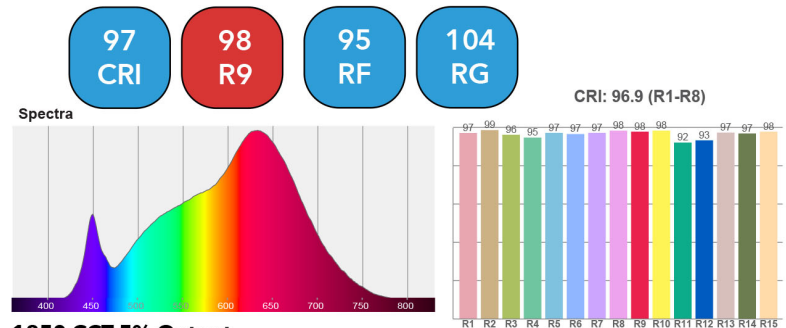 97 98 95 104
CRI R9 RF RG
CRI: 96.9 (R1-R8)
Spectra
97 99 96 95 97 97 97 98 98 98 92 93 97 97 98
400 450 500 550 600 650 700 750 800
R1 R2 R3 R4 R5 R6 R7 R8 R9 R10 R11 R12 R13 R14 R15